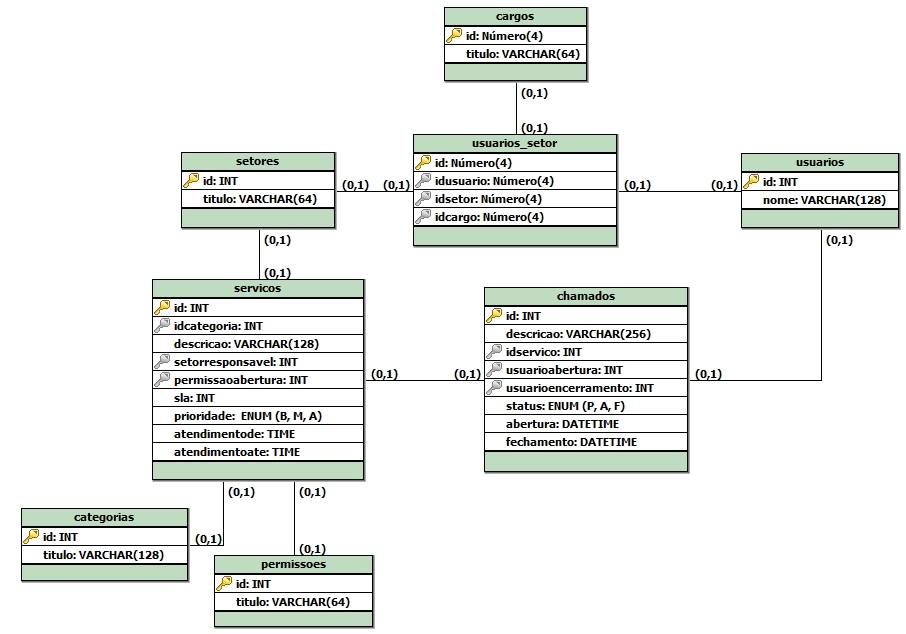 cargos
id: Número(4)
titulo: VARCHAR(64)
(0,1)
(0,1)
usuarios_setor
id: Número(4)
idusuario: Número(4)
idsetor: Número(4)
idcargo: Número(4)
setores
id: INT
titulo: VARCHAR(64)
(0,1)
(0,1)
(0,1)
(0,1)
usuarios
id: INT
nome: VARCHAR(128)
(0,1)
(0,1)
(0,1)
servicos
id: INT
idcategoria: INT
descricao: VARCHAR(128)
setorresponsavel: INT
permissaoabertura: INT
sla: INT
prioridade: ENUM (B, M, A)
atendimentode: TIME
atendimentoate: TIME
(0,1)
(0,1)
chamados
id: INT
descricao: VARCHAR(256)
idservico: INT
usuarioabertura: INT
usuarioencerramento: INT
status: ENUM (P, A, F)
abertura: DATETIME
fechamento: DATETIME
(0,1)
(0,1)
(0,1)
categorias
id: INT
titulo: VARCHAR(128)
(0,1)
(0,1)
permissoes
id: INT
titulo: VARCHAR(64)